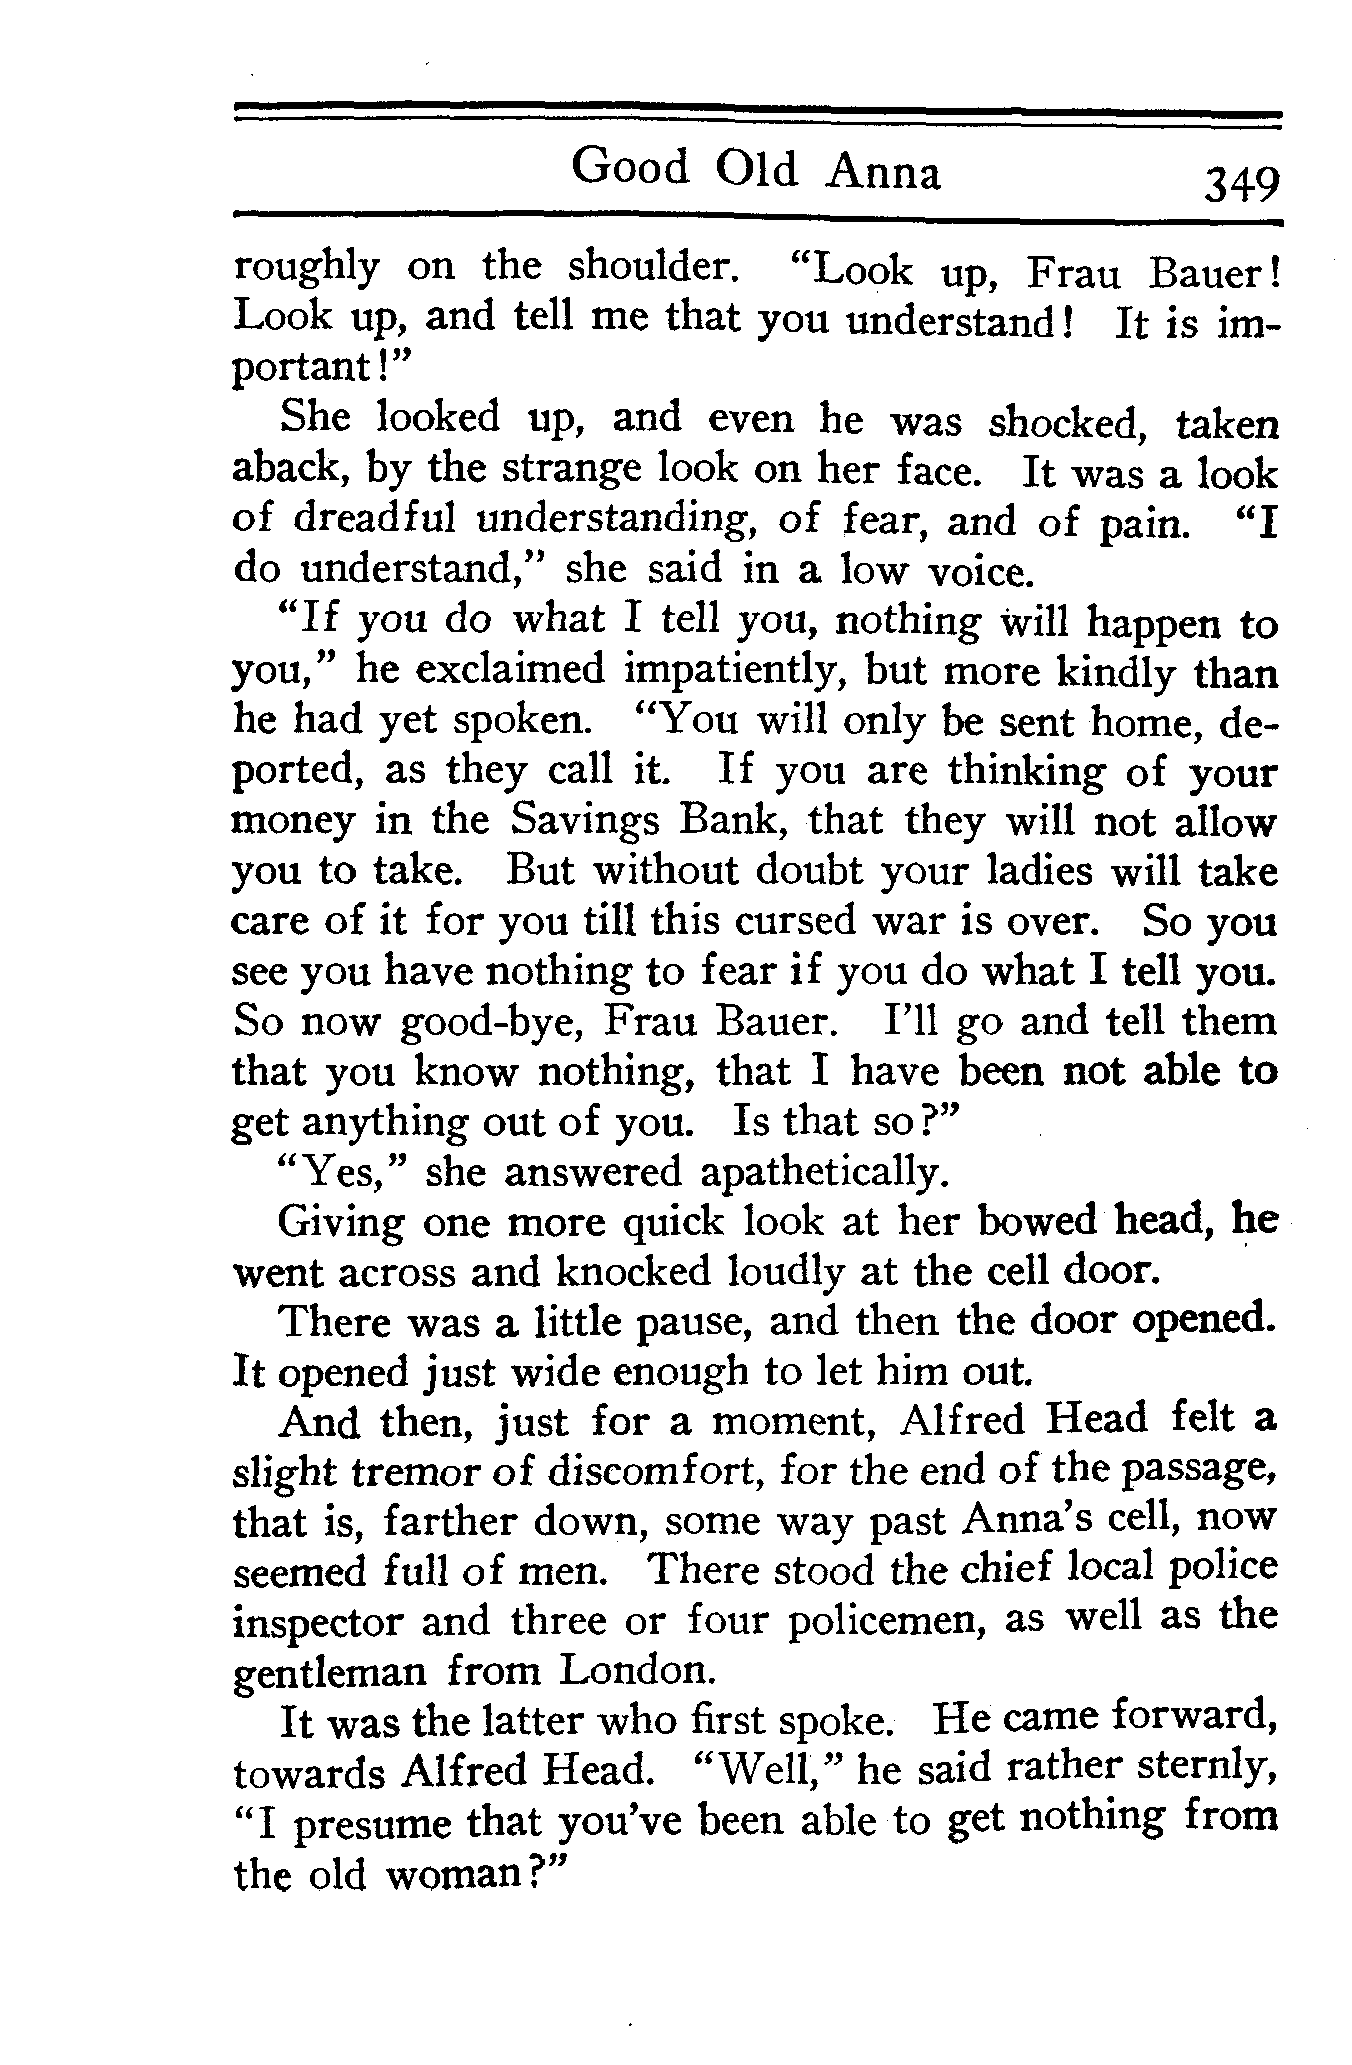 Good Old Anna 349
roughly on the shoulder. "Look up, Frau Bauer!
Look up, and tell me that you understand! It is im-
portant!"
She looked up, and even he was shocked, taken
aback, by the strange look on her face. It was a look
of dreadful understanding, of fear, and of pain. "I
do understand," she said in a low voice.
"If you do what I tell you, nothing will happen to
you," he exclaimed impatiently, but more kindly than
he had yet spoken. "You will only be sent home, de-
ported, as they call it. If you are thinking of your
money in the Savings Bank, that they will not allow
you to take. But without doubt your ladies will take
care of it for you till this cursed war is over. So you
see you have nothing to fear if you do what I tell you.
So now good-bye, Frau Bauer. I'll go and tell them
that you know nothing, that I have been not able to
get anything out of you. Is that so?"
"Yes," she answered apathetically.
Giving one more quick look at her bowed head, he
went across and knocked loudly at the cell door.
There was a little pause, and then the door opened.
It opened just wide enough to let him out.
And then, just for a moment, Alfred Head felt a
slight tremor of discomfort, for the end of the passage,
that is, farther down, some way past Anna's cell, now
seemed full of men. There stood the chief local police
inspector and three or four policemen, as well as the
gentleman from London.
It was the latter who first spoke. He came forward,
towards Alfred Head. "Well," he said rather sternly,
"I presume that you've been able to get nothing from
the old woman?"